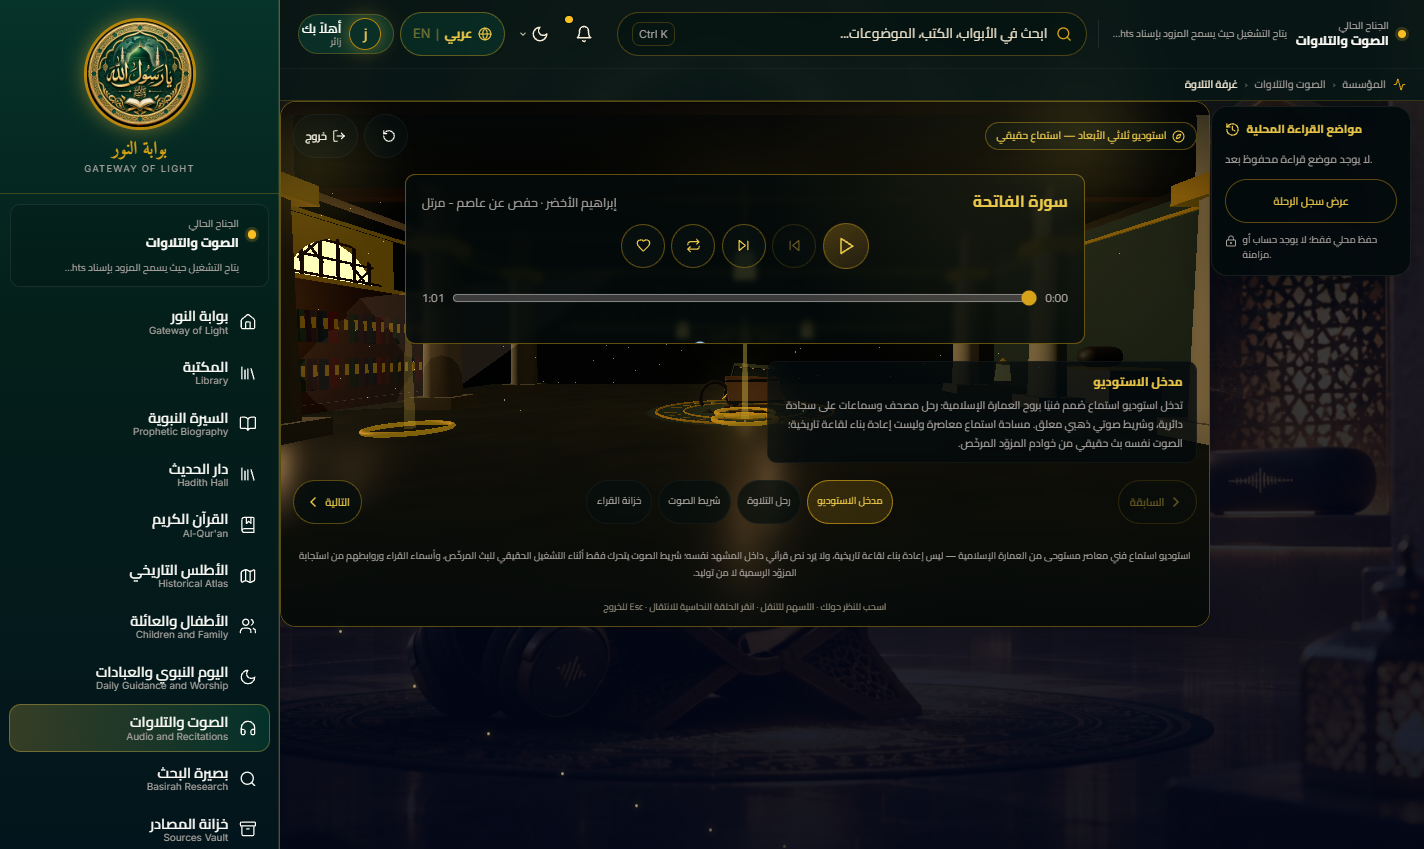 يا رسول الله
بوابة النور
GATEWAY OF LIGHT
الجناح الحالي
الصوت والتلاوات
يتاح التشغيل حيث يسمح المزود بإسناد hts...
بوابة النور
Gateway of Light
المكتبة
Library
السيرة النبوية
Prophetic Biography
دار الحديث
Hadith Hall
القرآن الكريم
Al-Qur'an
الأطلس التاريخي
Historical Atlas
الأطفال والعائلة
Children and Family
اليوم النبوي والعبادات
Daily Guidance and Worship
الصوت والتلاوات
Audio and Recitations
بصيرة البحث
Basirah Research
خزانة المصادر
Sources Vault
الجناح الحالي
الصوت والتلاوات
يتاح التشغيل حيث يسمح المزود بإسناد hts...
ابحث في الأبواب، الكتب، الموضوعات...
Ctrl K
عربي | EN
ز
أهلاً بك
زائر
المؤسسة › الصوت والتلاوات › غرفة التلاوة
مواضع القراءة المحلية
لا يوجد موضع قراءة محفوظ بعد.
عرض سجل الرحلة
حفظ محلي فقط؛ لا يوجد حساب أو
مزامنة.
استوديو ثلاثي الأبعاد — استماع حقيقي
خروج
سورة الفاتحة
إبراهيم الأخضر · حفص عن عاصم - مرتل
0:00
1:01
مدخل الاستوديو
تدخل استوديو استماع صُمم فنيًا بروح العمارة الإسلامية: رحل مصحف وسماعات على سجادة
دائرية، وشريط صوتي ذهبي معلق. مساحة استماع معاصرة وليست إعادة بناء لقاعة تاريخية؛
الصوت نفسه بث حقيقي من خوادم المزوّد المرخّص.
السابقة
مدخل الاستوديو
رحل التلاوة
شريط الصوت
خزانة القراء
التالية
استوديو استماع فني معاصر مستوحى من العمارة الإسلامية — ليس إعادة بناء لقاعة تاريخية، ولا يَرِد نص قرآني داخل المشهد نفسه؛ شريط الصوت يتحرك فقط أثناء التشغيل الحقيقي للبث المرخّص، وأسماء القراء وروابطهم من استجابة
المزوّد الرسمية لا من توليد.
اسحب للنظر حولك · الأسهم للتنقل · انقر الحلقة النحاسية للانتقال · Esc للخروج